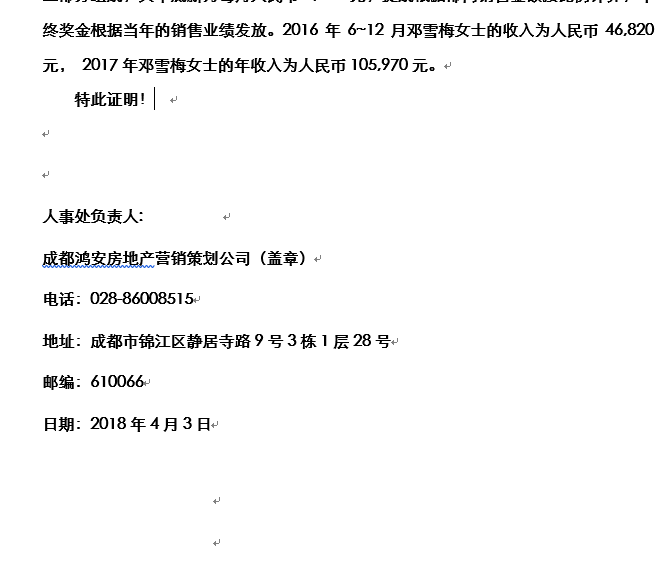 终奖金根据当年的销售业绩发放。2016 年 6~12 月邓雪梅女士的收入为人民币 46,820
元， 2017 年邓雪梅女士的年收入为人民币 105,970 元。
特此证明！
人事处负责人：
成都鸿安房地产营销策划公司（盖章）
电话：028-86008515
地址：成都市锦江区静居寺路 9 号 3 栋 1 层 28 号
邮编：610066
日期：2018 年 4 月 3 日